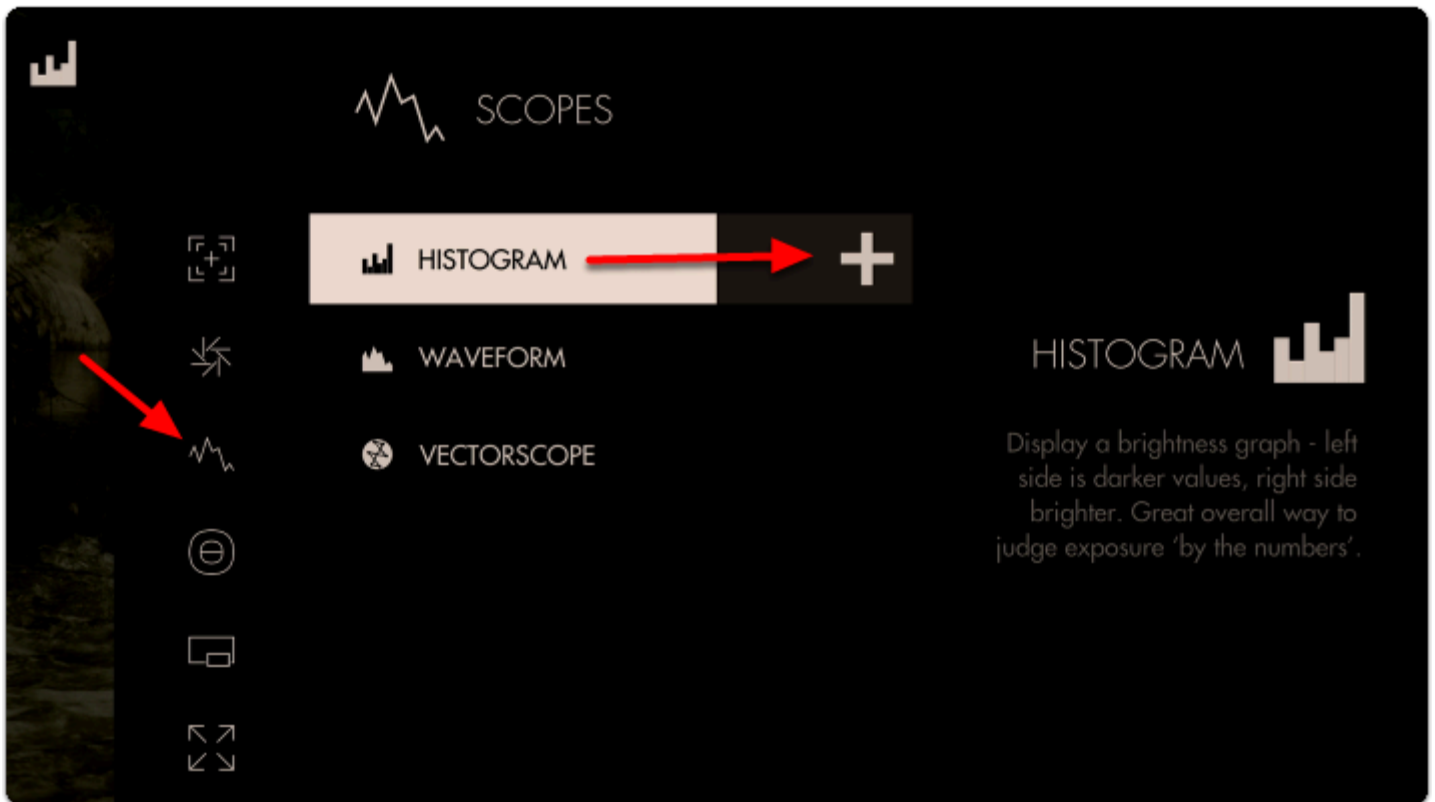 SCOPES
HISTOGRAM
WAVEFORM
VECTORSCOPE
HISTOGRAM
Display a brightness graph - left
side is darker values, right side
brighter. Great overall way to
judge exposure ‘by the numbers’.